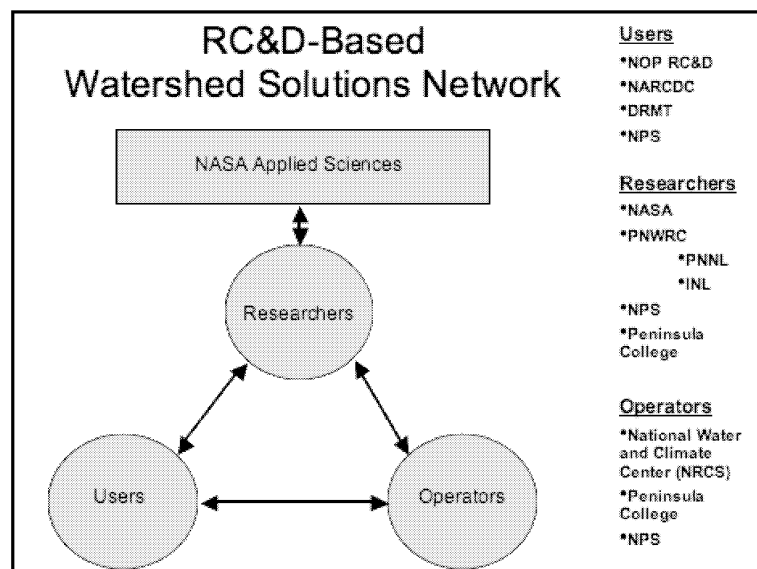 RC&D-Based
Watershed Solutions Network
NASA Applied Sciences
Researchers
Users
Operators
Users
•NOP RC&D
•NARCDC
•DRMT
•NPS
Researchers
•NASA
•PNWRC
•PNNL
•INL
•NPS
•Peninsula
College
Operators
•National Water
and Climate
Center (NRCS)
•Peninsula
College
•NPS